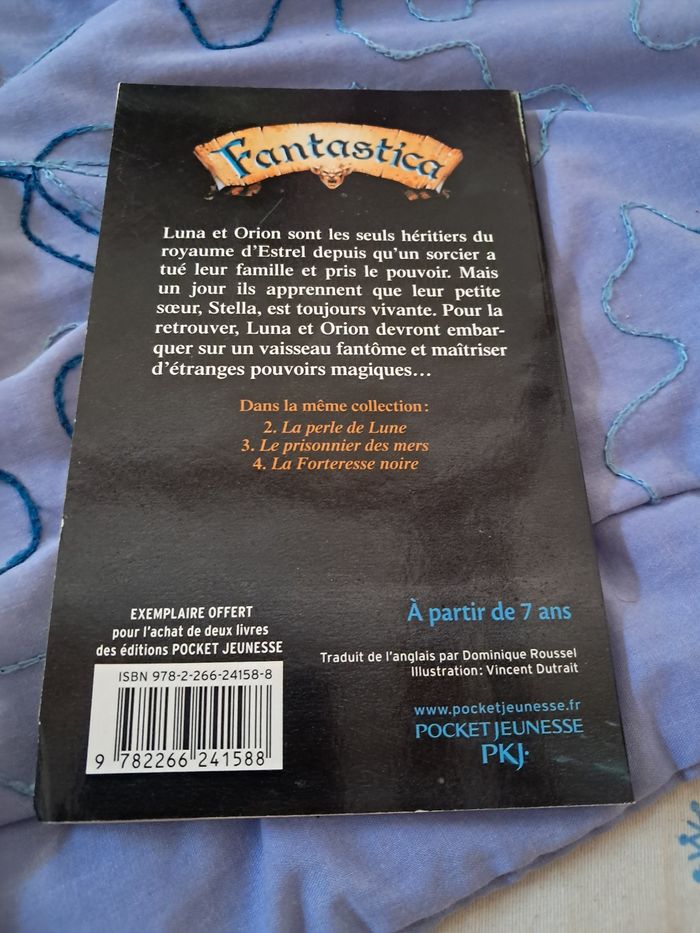 Fantastica
Luna et Orion sont les seuls héritiers du
royaume d'Estrel depuis qu'un sorcier a
tué leur famille et pris le pouvoir. Mais
un jour ils apprennent que leur petite
sœur, Stella, est toujours vivante. Pour la
retrouver, Luna et Orion devront embar-
quer sur un vaisseau fantôme et maîtriser
d'étranges pouvoirs magiques...
Dans la même collection :
2. La perle de Lune
3. Le prisonnier des mers
4. La Forteresse noire
EXEMPLAIRE OFFERT
pour l'achat de deux livres
des éditions POCKET JEUNESSE
ISBN 978-2-266-24158-8
9 782266 241588
À partir de 7 ans
Traduit de l'anglais par Dominique Roussel
Illustration : Vincent Dutrait
www.pocketjeunesse.fr
POCKET JEUNESSE
PKJ·